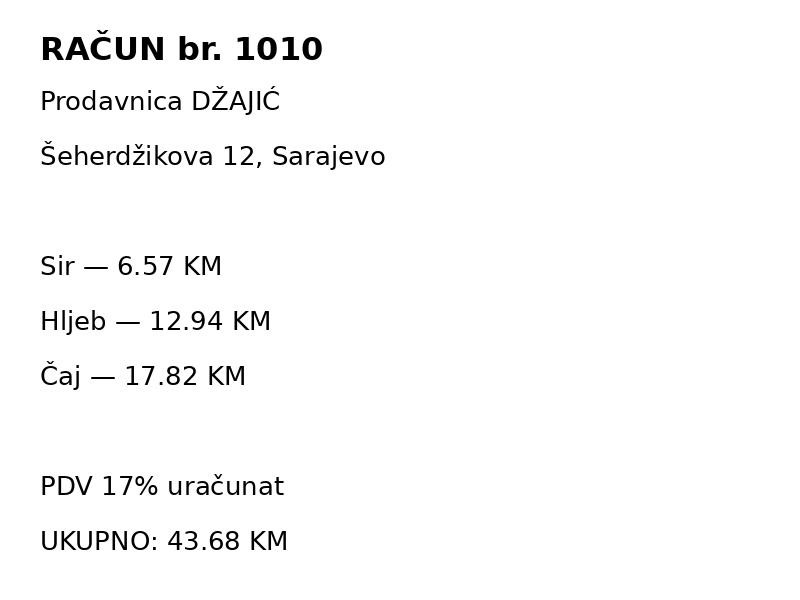 RAČUN br. 1010
Prodavnica DŽAJIĆ
Šeherdžikova 12, Sarajevo
Sir — 6.57 KM
Hljeb — 12.94 KM
Čaj — 17.82 KM
PDV 17% uračunat
UKUPNO: 43.68 KM